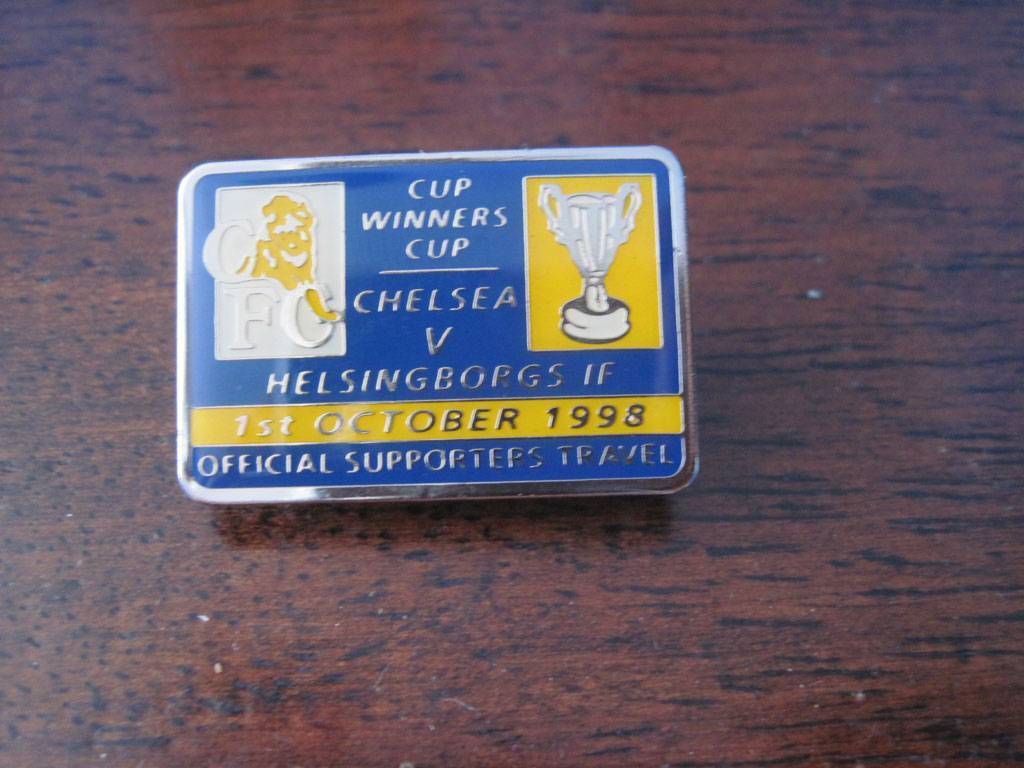 CFC
CUP
WINNERS
CUP
CHELSEA
V
HELSINGBORGS IF
1st OCTOBER 1998
OFFICIAL SUPPORTERS TRAVEL